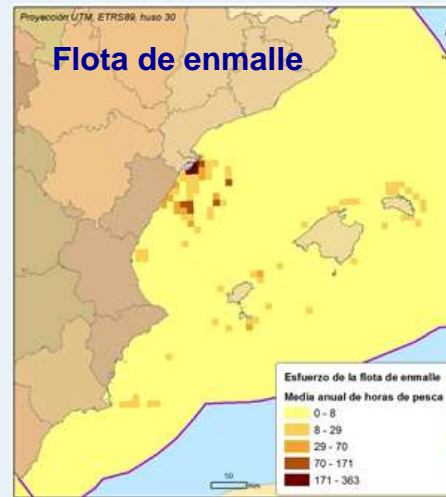 Proyección UTM, ETRS89, huso 30
Flota de enmalle
Esfuerzo de la flota de enmalle
Media anual de horas de pesca
0 - 8
8 - 29
29 - 70
70 - 171
171 - 363
50